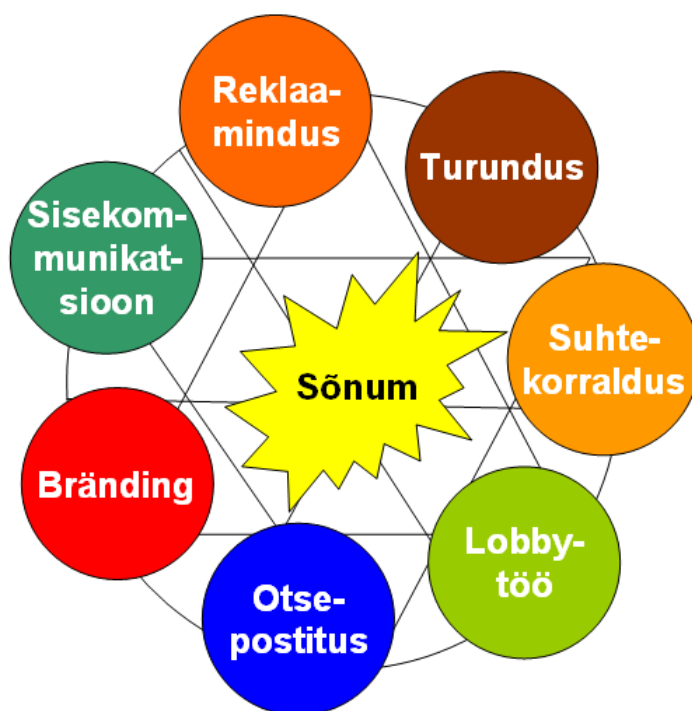 Reklaa-
mindus
Turundus
Sisekom-
munikat-
sioon
Suhte-
korraldus
Sõnum
Bränding
Lobby-
töö
Otse-
postitus